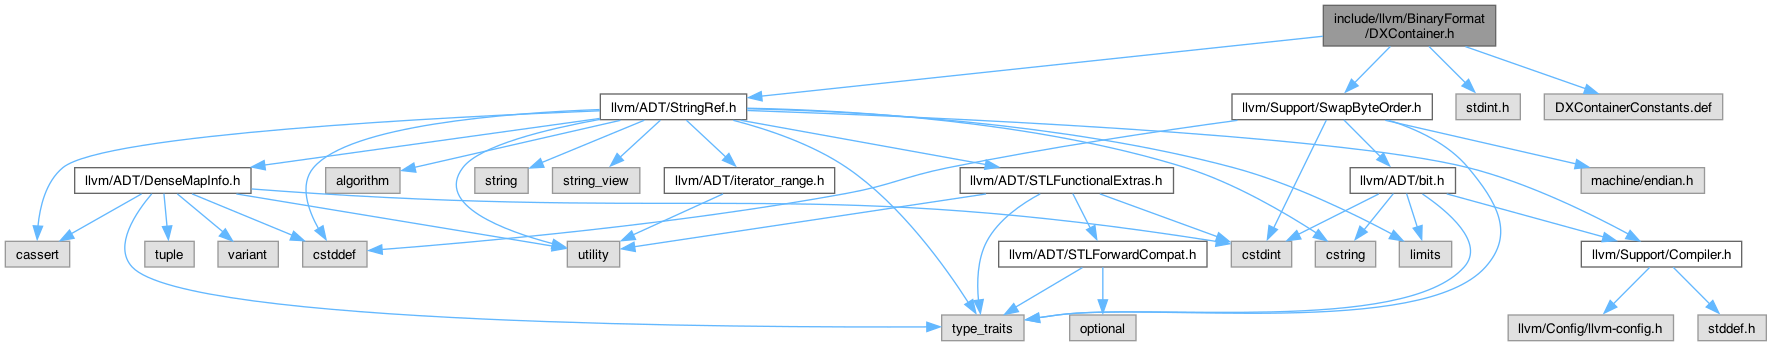 include/llvm/BinaryFormat
/DXContainer.h
llvm/ADT/StringRef.h
llvm/Support/SwapByteOrder.h
stdint.h
DXContainerConstants.def
llvm/ADT/DenseMapInfo.h
algorithm
string
string_view
llvm/ADT/iterator_range.h
llvm/ADT/STLFunctionalExtras.h
llvm/ADT/bit.h
machine/endian.h
cassert
tuple
variant
cstddef
utility
llvm/ADT/STLForwardCompat.h
cstdint
cstring
limits
llvm/Support/Compiler.h
type_traits
optional
llvm/Config/llvm-config.h
stddef.h